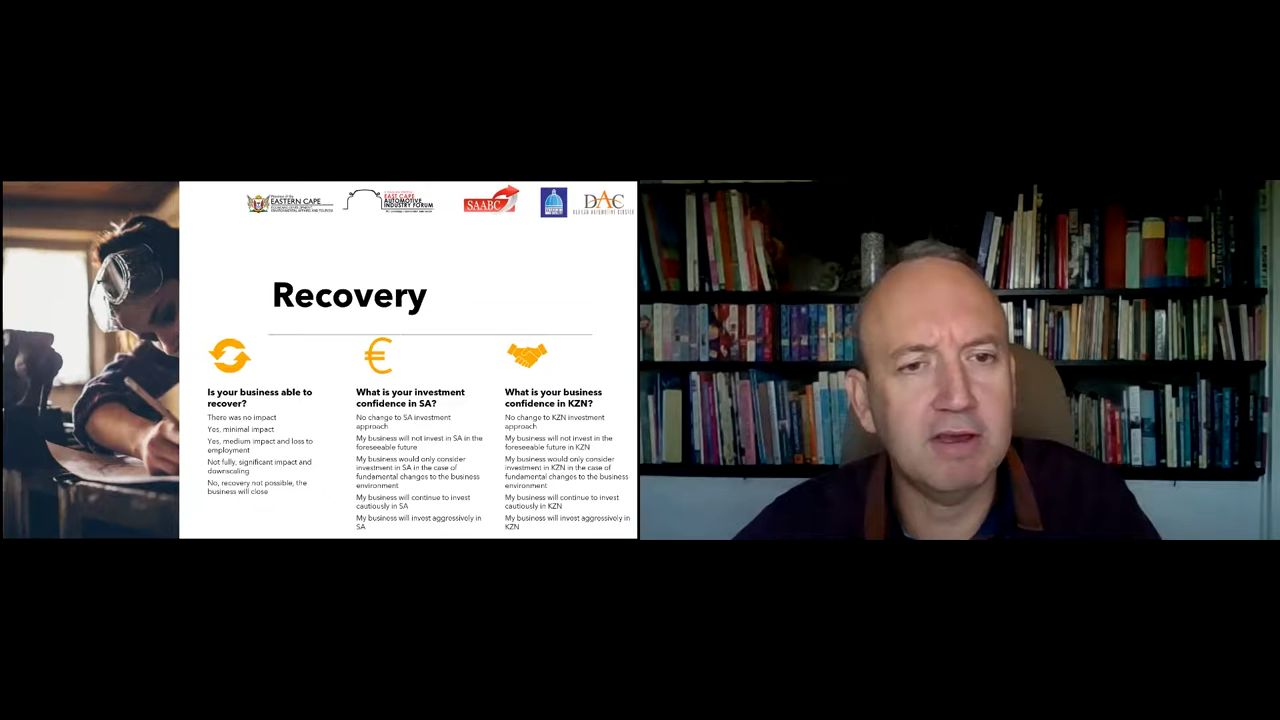 EASTERN CAPE
EAST CAPE
AUTOMOTIVE
INDUSTRY FORUM
SAABC
DAC
DURBAN AUTOMOTIVE CLUSTER
Recovery
Is your business able to
recover?
There was no impact
Yes, minimal impact
Yes, medium impact and loss to
employment
Not fully, significant impact and
downscaling
No, recovery not possible, the
business will close
What is your investment
confidence in SA?
No change to SA investment
approach
My business will not invest in SA in the
foreseeable future
My business would only consider
investment in SA in the case of
fundamental changes to the business
environment
My business will continue to invest
cautiously in SA
My business will invest aggressively in
SA
What is your business
confidence in KZN?
No change to KZN investment
approach
My business will not invest in the
foreseeable future in KZN
My business would only consider
investment in KZN in the case of
fundamental changes to the business
environment
My business will continue to invest
cautiously in KZN
My business will invest aggressively in
KZN